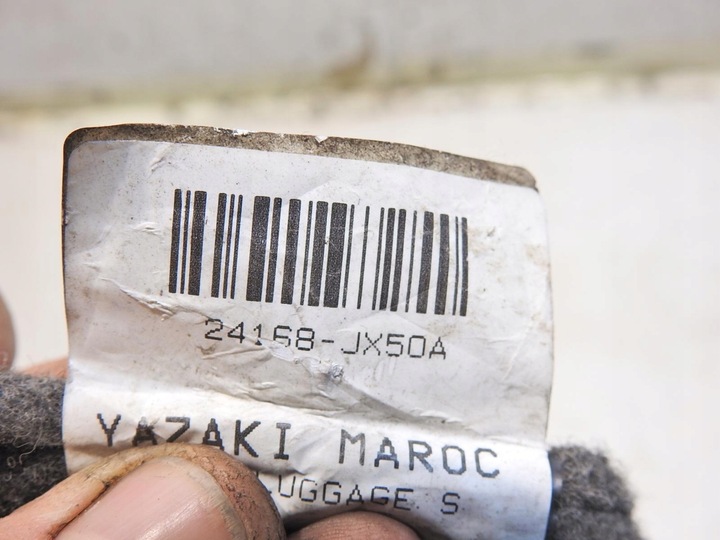 24168-JX50A
YAZAKI MAROC
LUGGAGE S